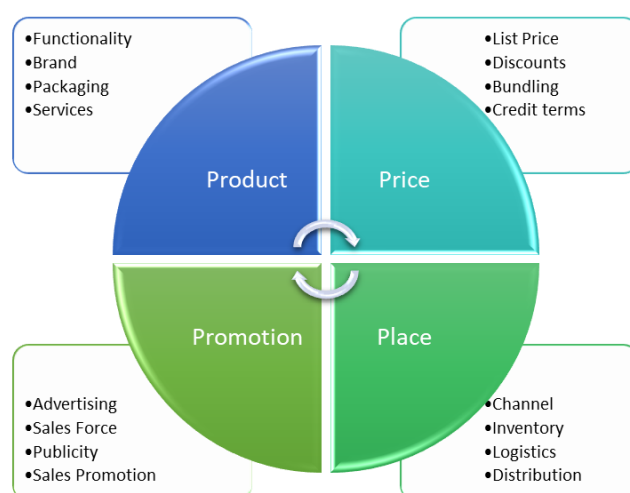 •Functionality
•Brand
•Packaging
•Services
•List Price
•Discounts
•Bundling
•Credit terms
Product
Price
Promotion
Place
•Advertising
•Sales Force
•Publicity
•Sales Promotion
•Channel
•Inventory
•Logistics
•Distribution